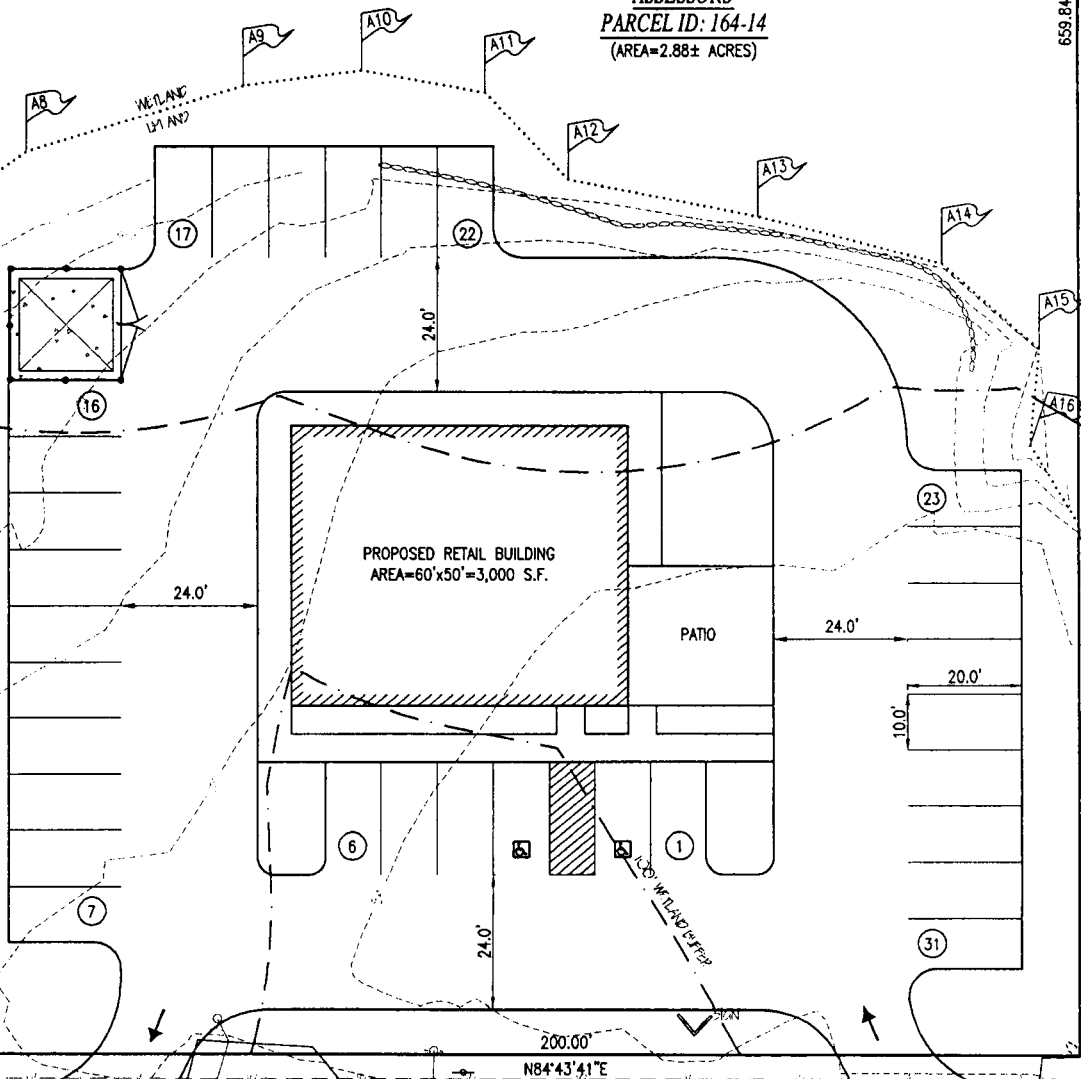 ASSESSORS
PARCEL ID: 164-14
(AREA=2.88± ACRES)
659.84
A8
A9
A10
A11
A12
A13
A14
A15
A16
WETLAND
17
22
24.0'
16
23
PROPOSED RETAIL BUILDING
AREA=60'x50'=3,000 S.F.
24.0'
PATIO
24.0'
20.0'
10.0'
6
1
100' WETLAND BUFFER
7
31
24.0'
SIGN
200.00'
N84°43'41"E